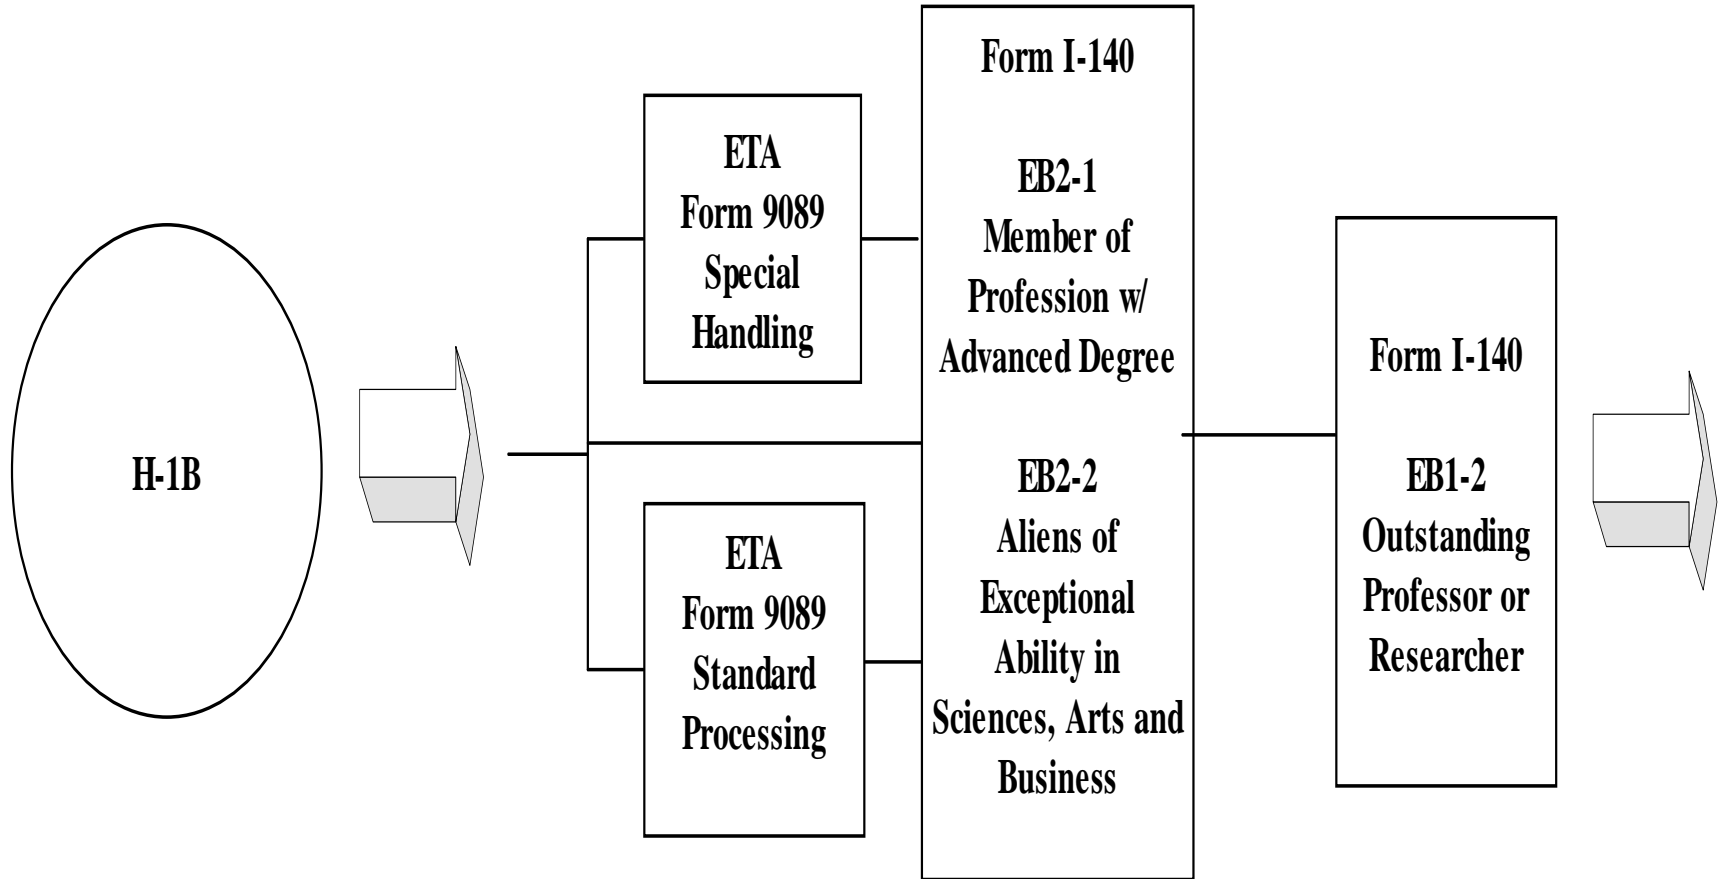 H-1B
ETA
Form 9089
Special
Handling
ETA
Form 9089
Standard
Processing
Form I-140
EB2-1
Member of
Profession w/
Advanced Degree
EB2-2
Aliens of
Exceptional
Ability in
Sciences, Arts and
Business
Form I-140
EB1-2
Outstanding
Professor or
Researcher